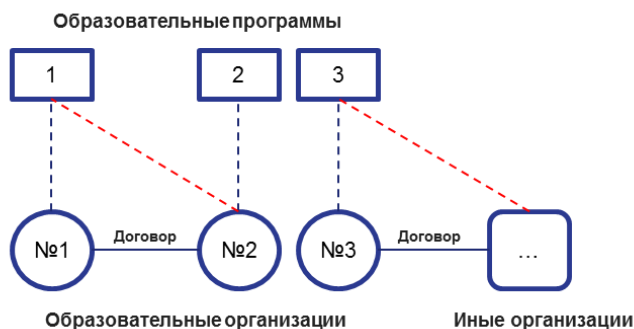 Образовательные программы
1 2 3
№1 Договор №2 №3 Договор ...
Образовательные организации Иные организации